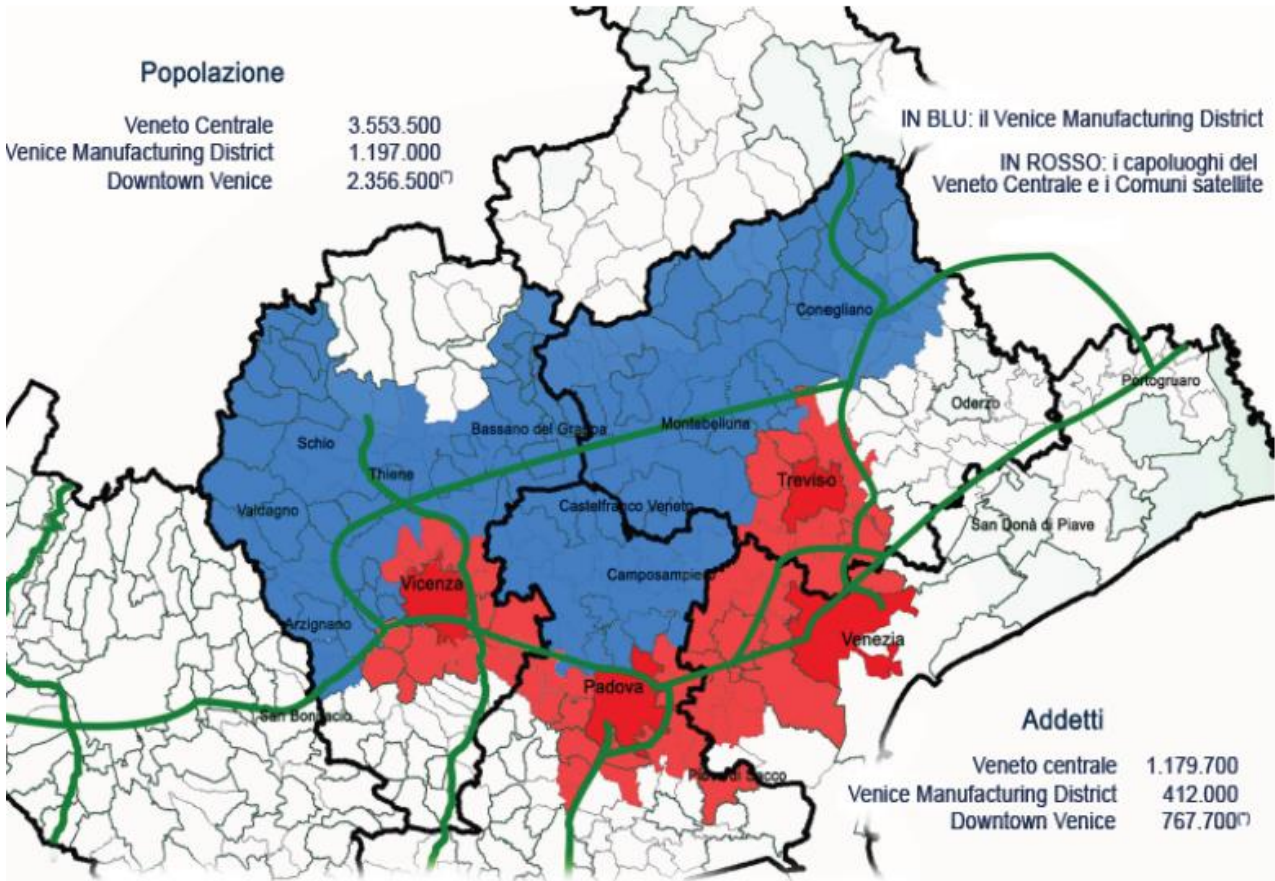 Popolazione
Veneto Centrale 3.553.500
Venice Manufacturing District 1.197.000
Downtown Venice 2.356.500(*)
IN BLU: il Venice Manufacturing District
IN ROSSO: i capoluoghi del
Veneto Centrale e i Comuni satellite
Conegliano
Portogruaro
Oderzo
Montebelluna
Bassano del Grappa
Schio
Thiene
Treviso
Valdagno
Castelfranco Veneto
San Donà di Piave
Camposampiero
Vicenza
Arzignano
Venezia
Padova
San Bonifacio
Piove di Sacco
Addetti
Veneto centrale 1.179.700
Venice Manufacturing District 412.000
Downtown Venice 767.700(*)